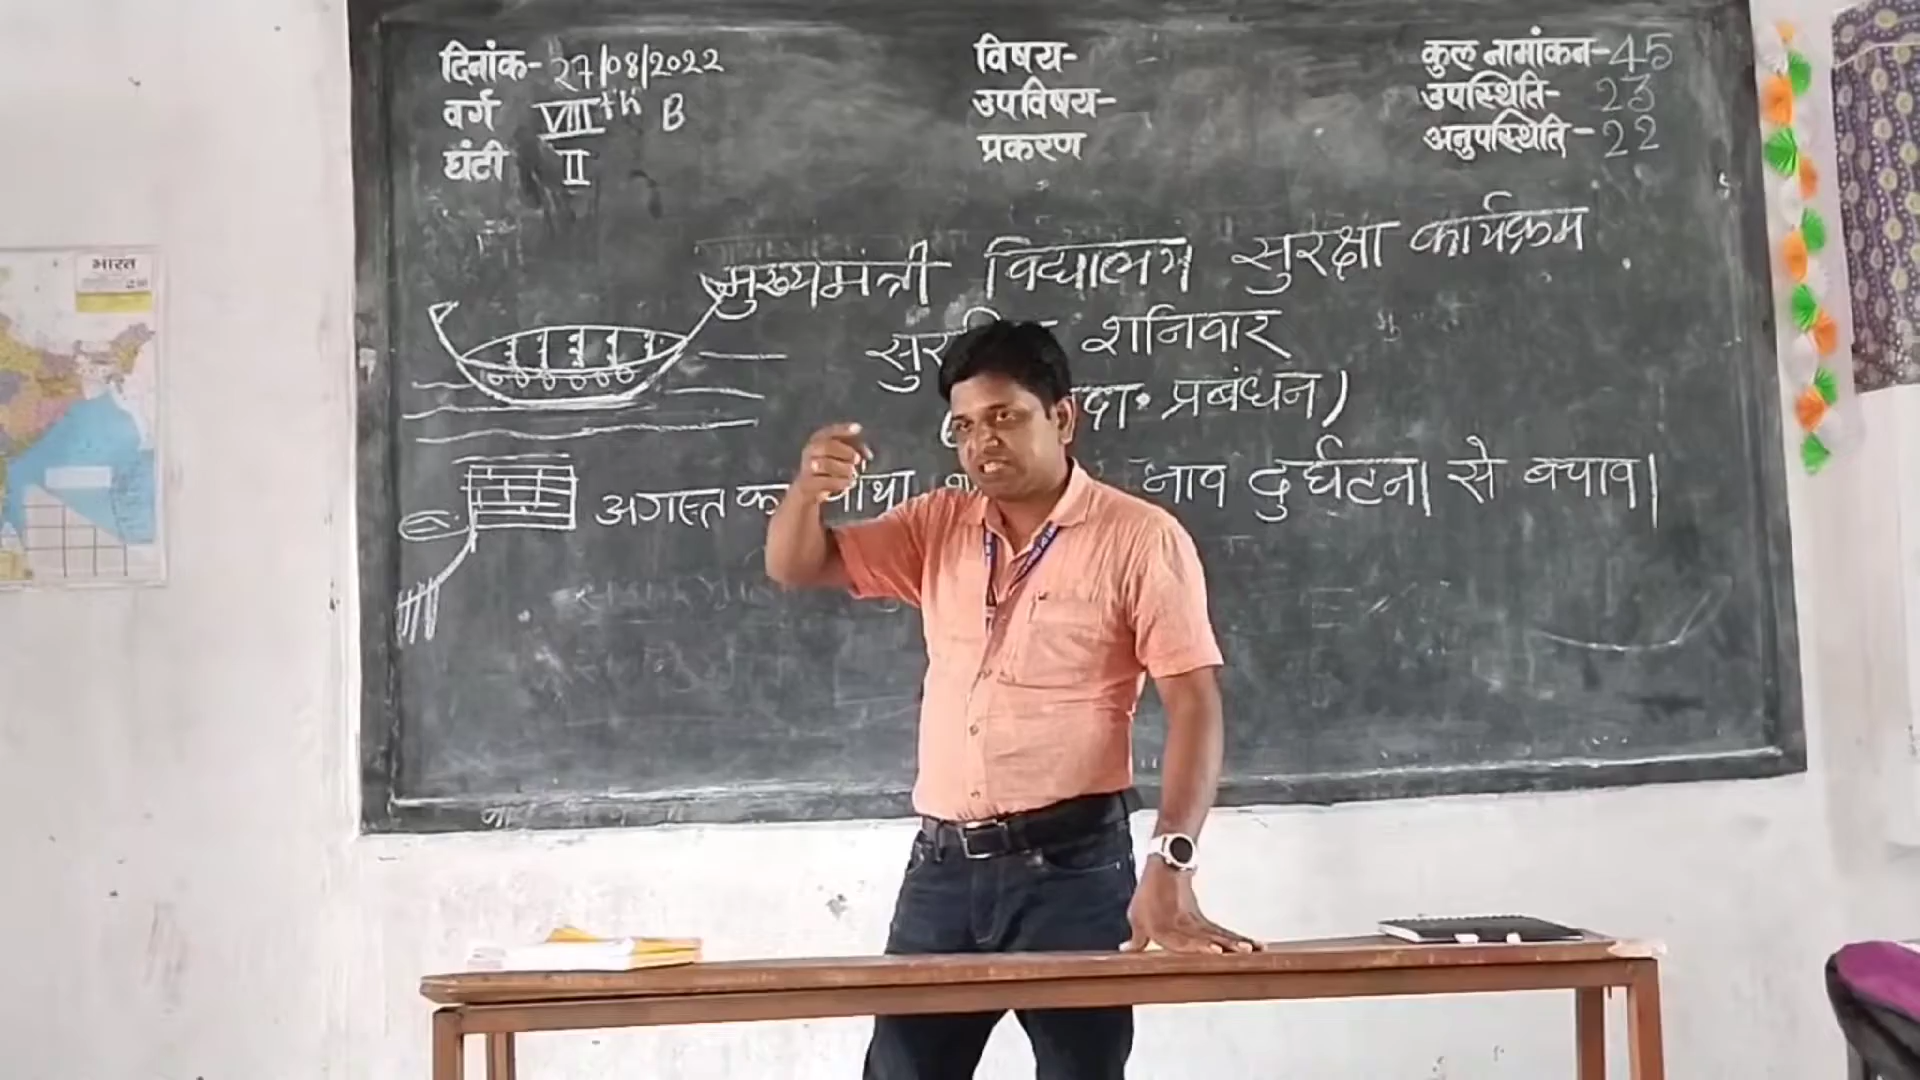 दिनांक- 27/08/2022
वर्ग VIIIth B
घंटी II
विषय-
उपविषय-
प्रकरण
कुल नामांकन-45
उपस्थिति- 23
अनुपस्थिति-22
मुख्यमंत्री विद्यालय सुरक्षा कार्यक्रम
शनिवार
प्रबंधन)
अगस्त नाव दुर्घटना से बचाव।
भारत